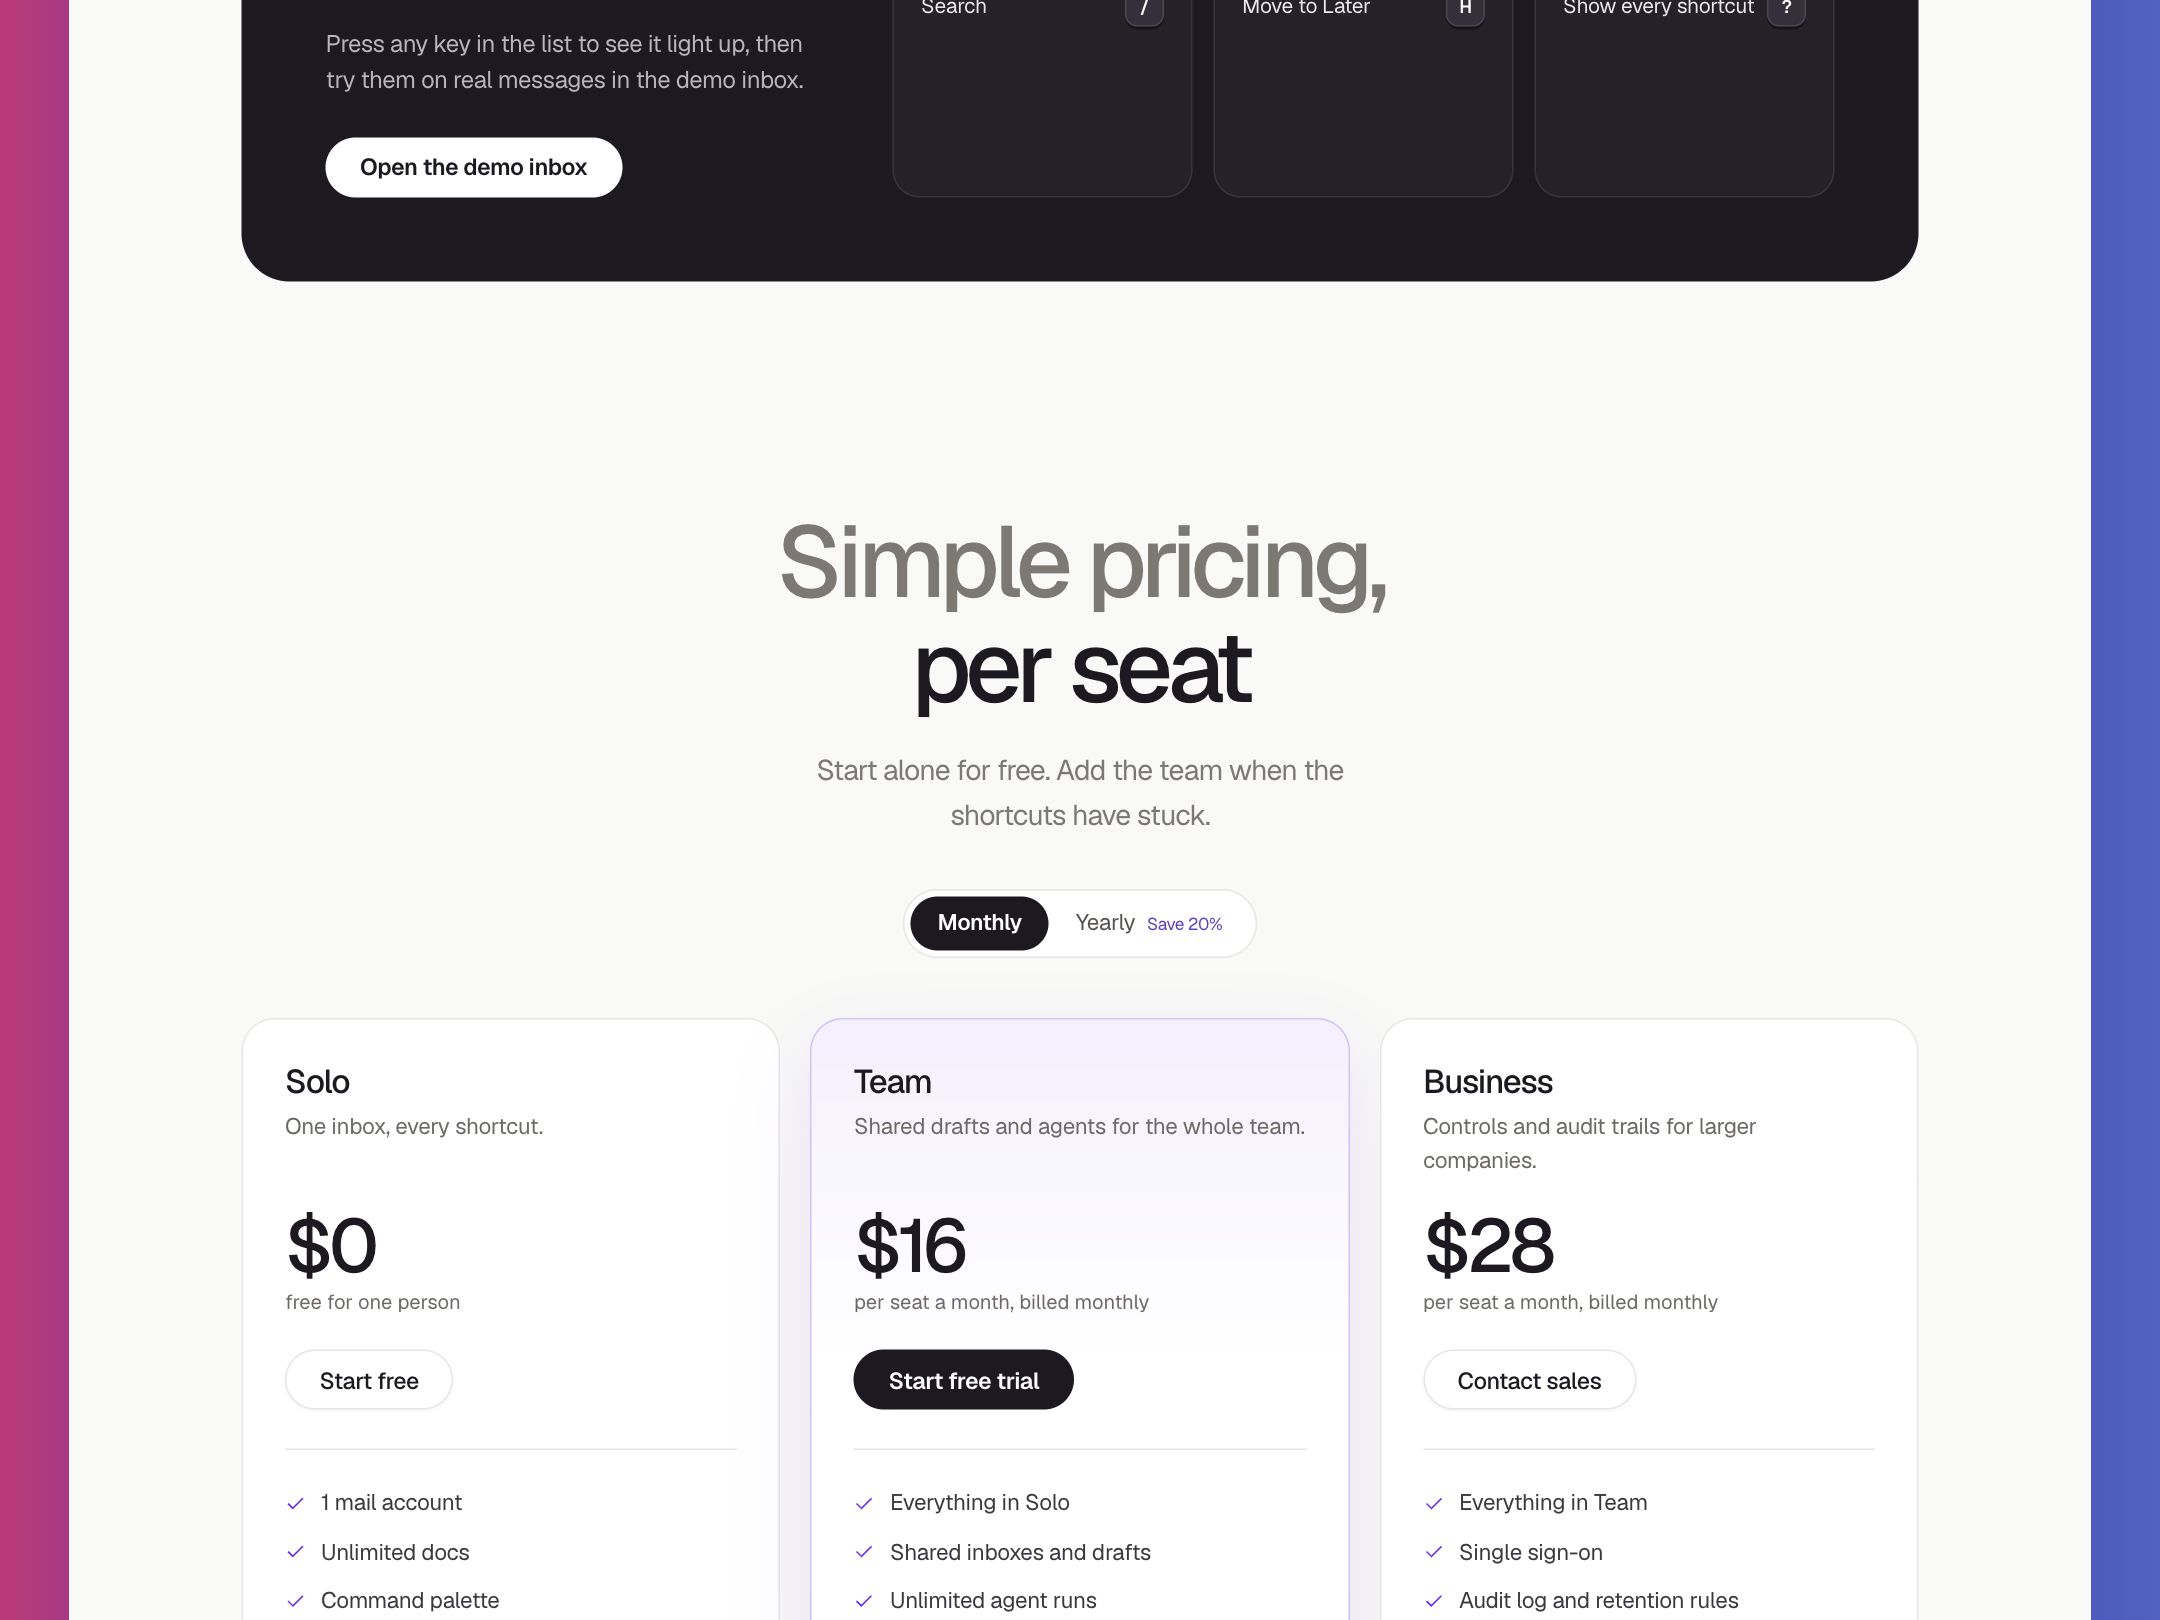 Search /
Move to Later H
Show every shortcut ?
Press any key in the list to see it light up, then
try them on real messages in the demo inbox.
Open the demo inbox
Simple pricing,
per seat
Start alone for free. Add the team when the
shortcuts have stuck.
Monthly
Yearly Save 20%
Solo
One inbox, every shortcut.
$0
free for one person
Start free
1 mail account
Unlimited docs
Command palette
Team
Shared drafts and agents for the whole team.
$16
per seat a month, billed monthly
Start free trial
Everything in Solo
Shared inboxes and drafts
Unlimited agent runs
Business
Controls and audit trails for larger
companies.
$28
per seat a month, billed monthly
Contact sales
Everything in Team
Single sign-on
Audit log and retention rules